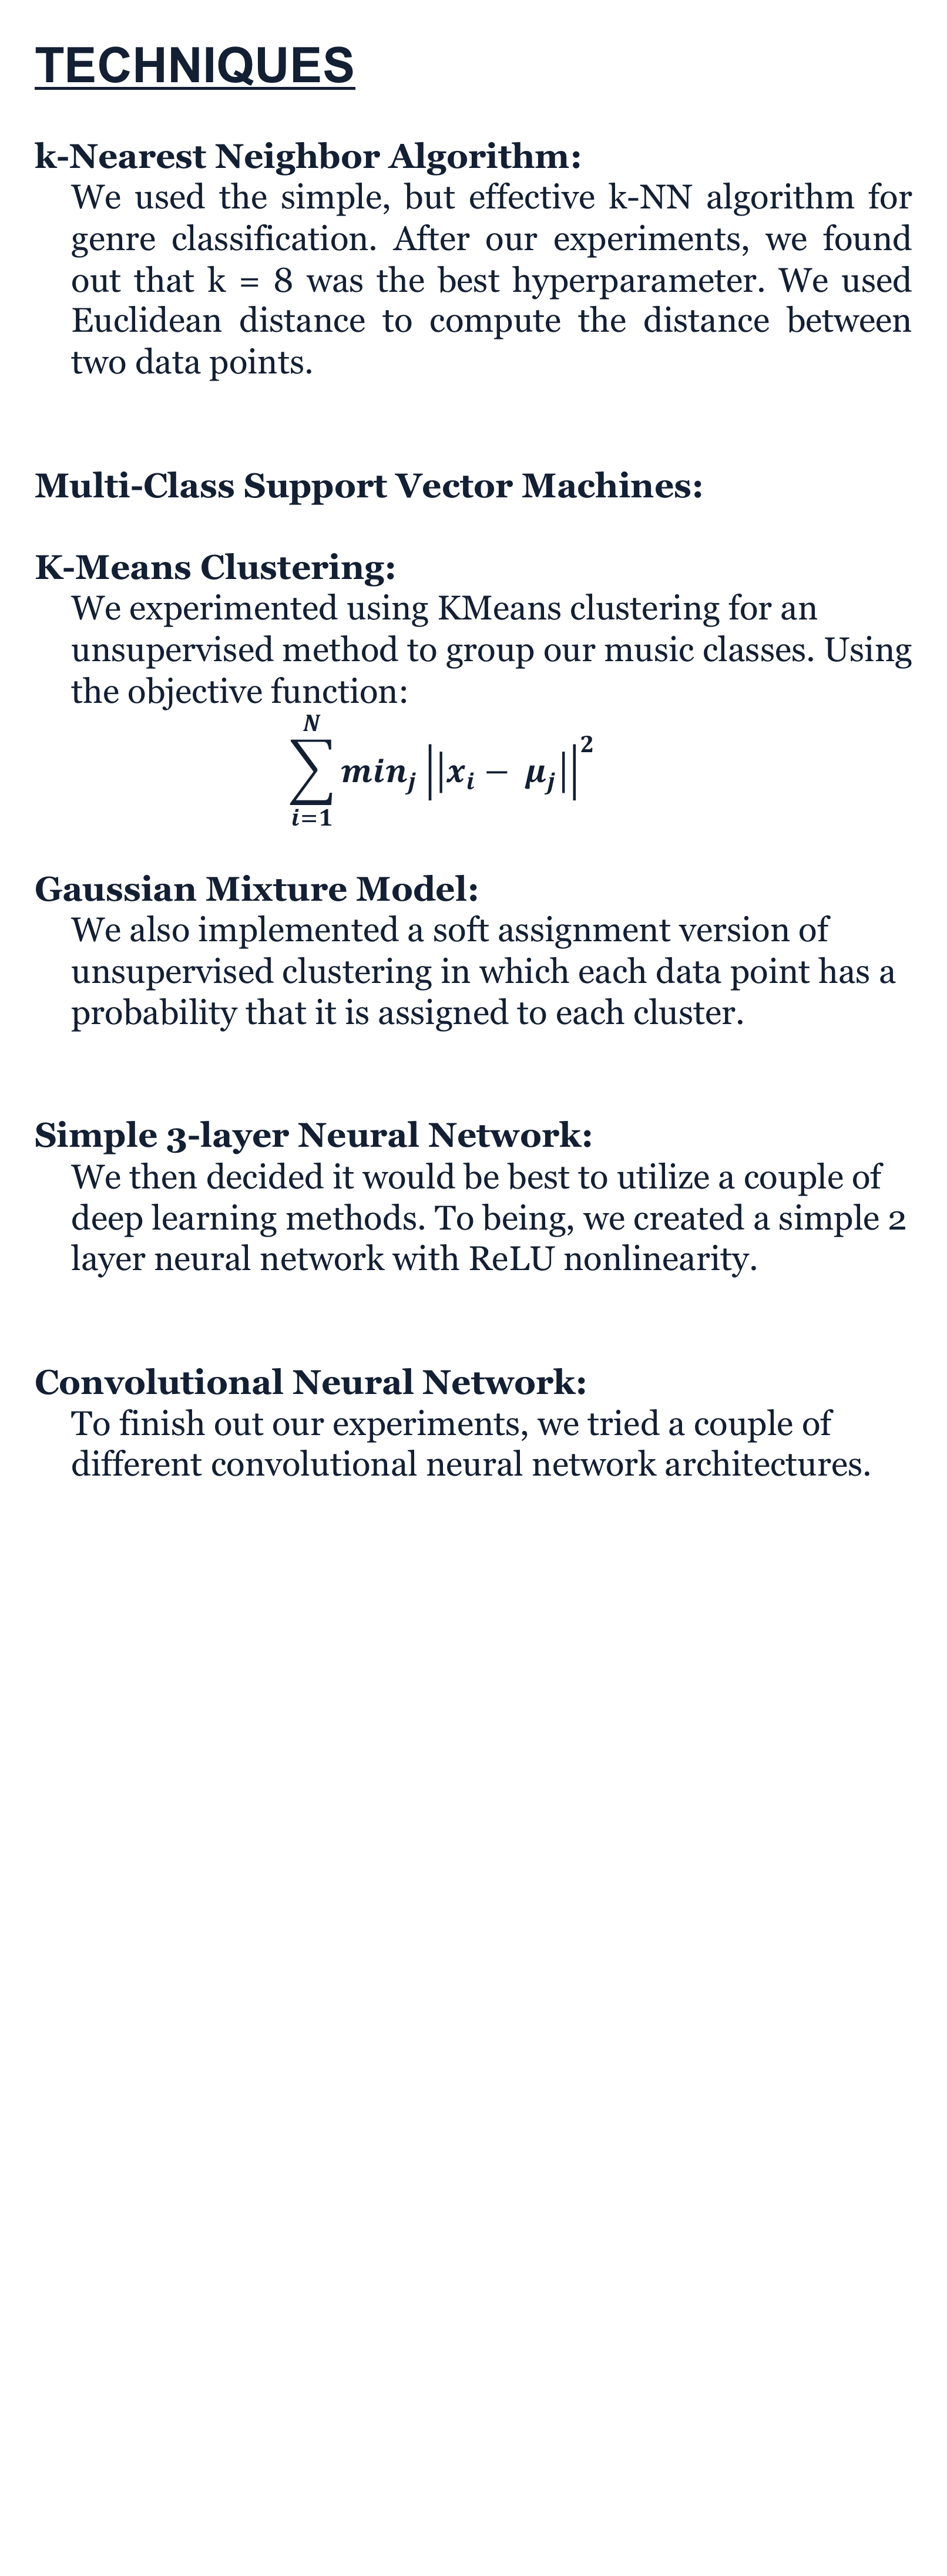 TECHNIQUES
k-Nearest Neighbor Algorithm:
We used the simple, but effective k-NN algorithm for
genre classification. After our experiments, we found
out that k = 8 was the best hyperparameter. We used
Euclidean distance to compute the distance between
two data points.
Multi-Class Support Vector Machines:
K-Means Clustering:
We experimented using KMeans clustering for an
unsupervised method to group our music classes. Using
the objective function:
∑_{i=1}^{N} min_j ||x_i − μ_j||^2
Gaussian Mixture Model:
We also implemented a soft assignment version of
unsupervised clustering in which each data point has a
probability that it is assigned to each cluster.
Simple 3-layer Neural Network:
We then decided it would be best to utilize a couple of
deep learning methods. To being, we created a simple 2
layer neural network with ReLU nonlinearity.
Convolutional Neural Network:
To finish out our experiments, we tried a couple of
different convolutional neural network architectures.